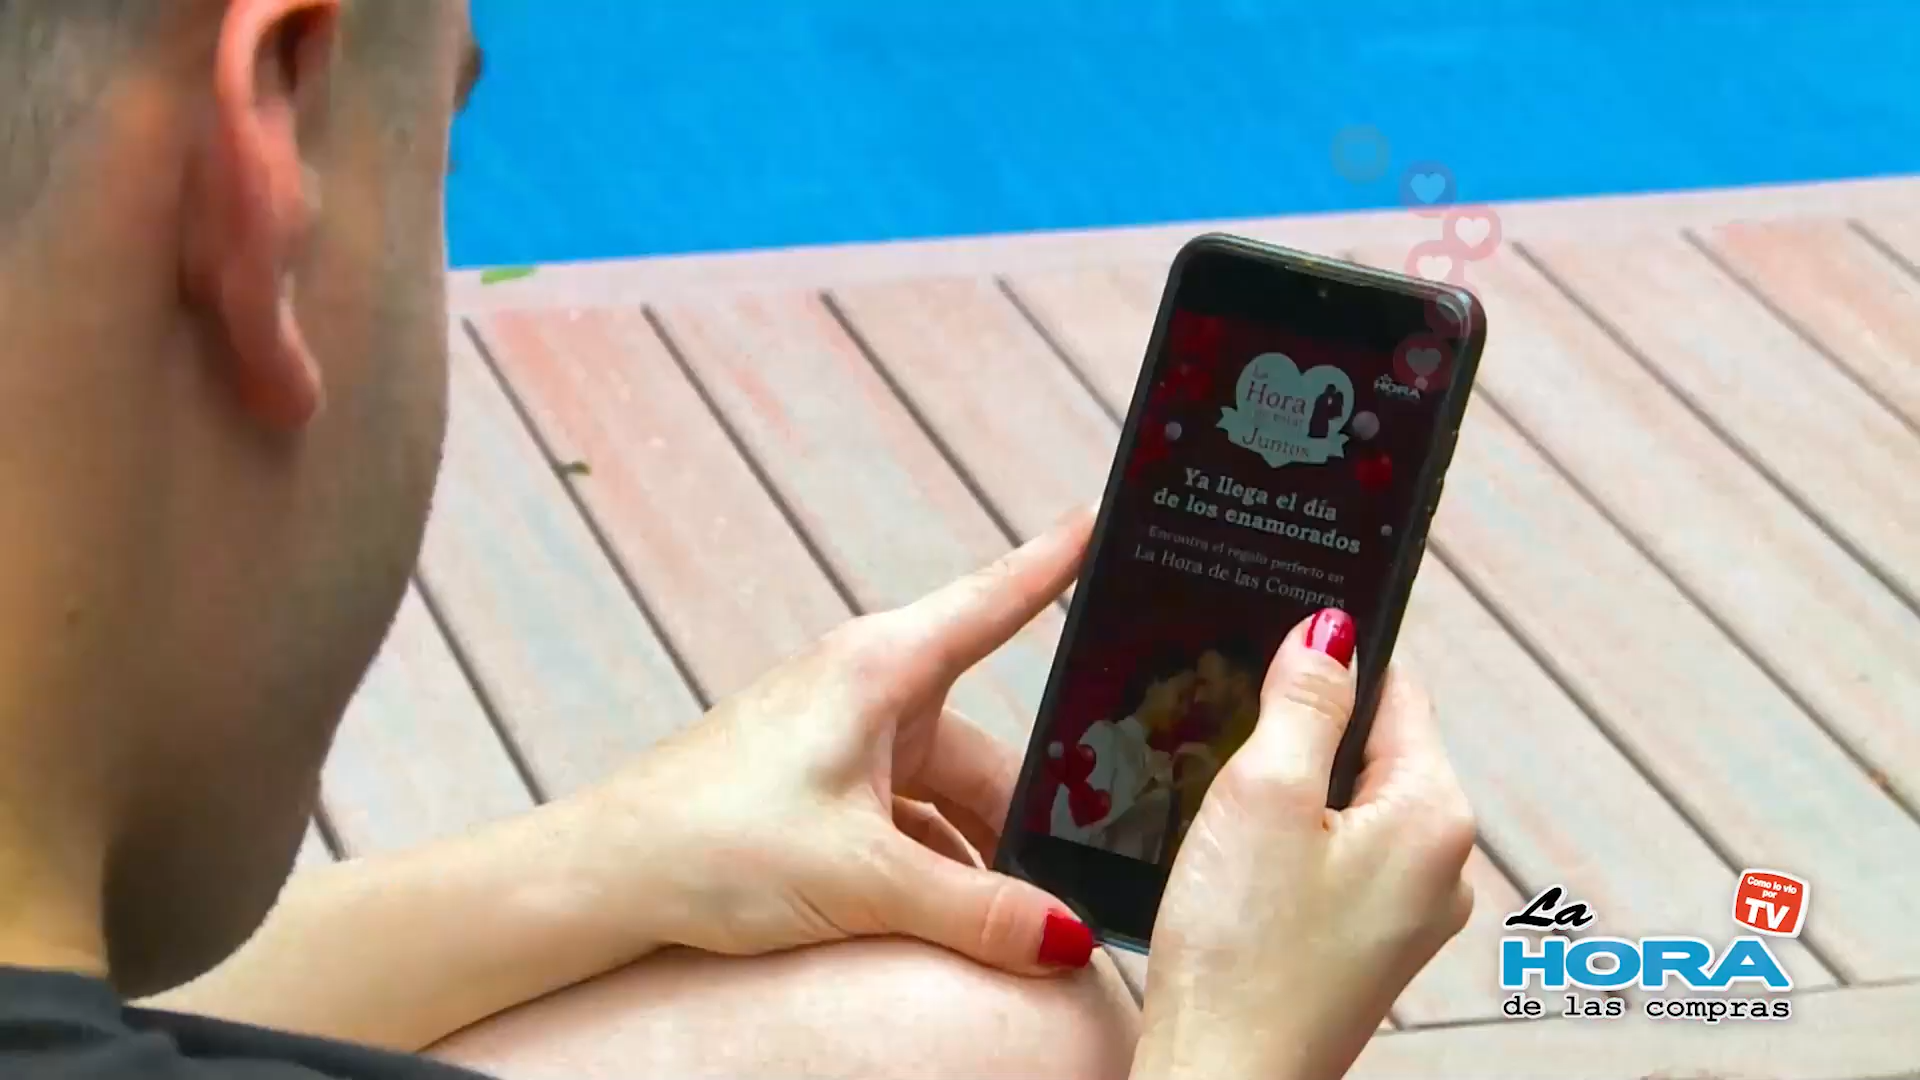 La
Hora
Juntos
HORA
Ya llega el día
de los enamorados
Encontra el regalo perfecto en
La Hora de las Compras
Como lo vio
por
TV
La
HORA
de las compras